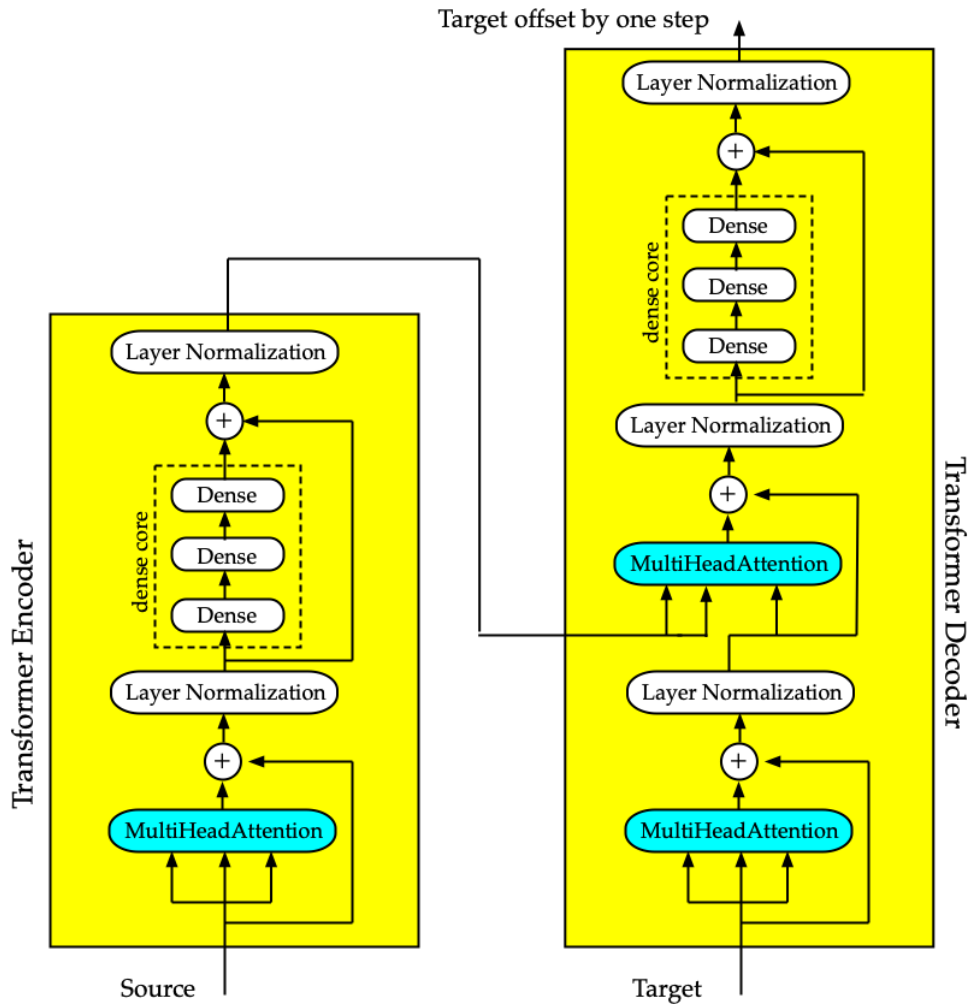 Target offset by one step
Layer Normalization
+
Dense
Dense
Dense
dense core
Layer Normalization
+
MultiHeadAttention
Layer Normalization
+
MultiHeadAttention
Target
Transformer Decoder
Layer Normalization
+
Dense
Dense
Dense
dense core
Layer Normalization
+
MultiHeadAttention
Source
Transformer Encoder